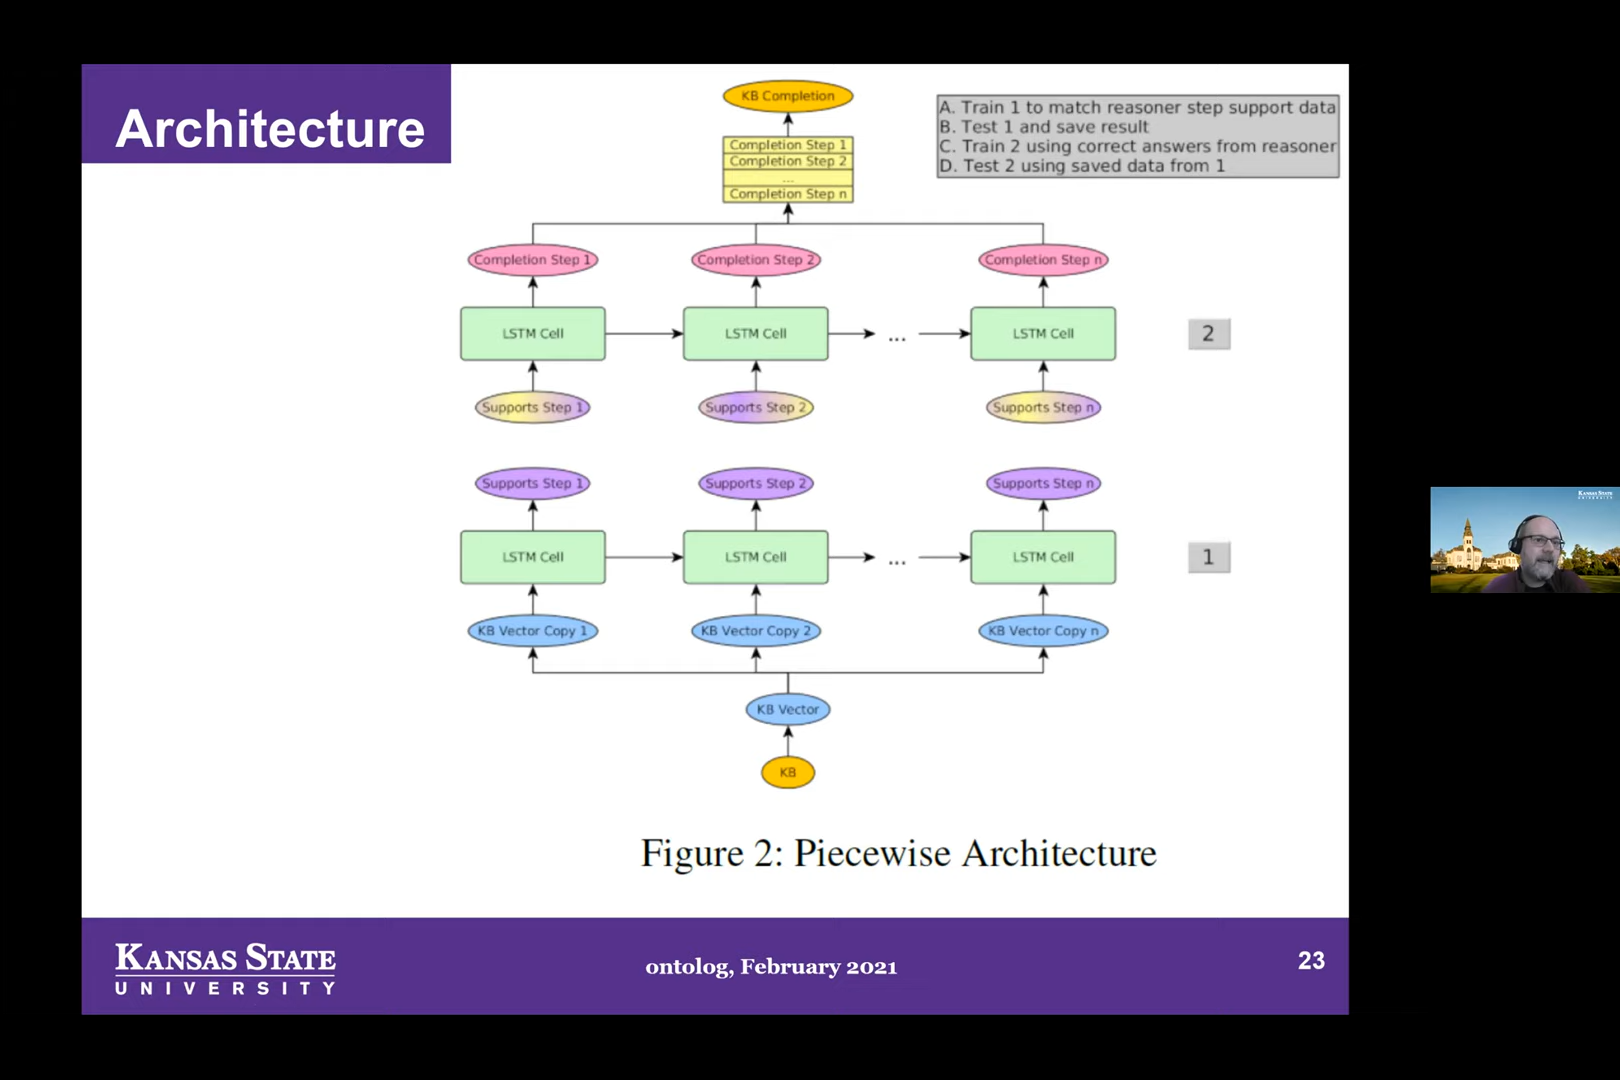 Architecture
KB Completion
Completion Step 1
Completion Step 2
...
Completion Step n
A. Train 1 to match reasoner step support data
B. Test 1 and save result
C. Train 2 using correct answers from reasoner
D. Test 2 using saved data from 1
Completion Step 1
Completion Step 2
Completion Step n
LSTM Cell
LSTM Cell
...
LSTM Cell
2
Supports Step 1
Supports Step 2
Supports Step n
Supports Step 1
Supports Step 2
Supports Step n
LSTM Cell
LSTM Cell
...
LSTM Cell
1
KB Vector Copy 1
KB Vector Copy 2
KB Vector Copy n
KB Vector
KB
Figure 2: Piecewise Architecture
KANSAS STATE
UNIVERSITY
ontolog, February 2021
23
KANSAS STATE
UNIVERSITY